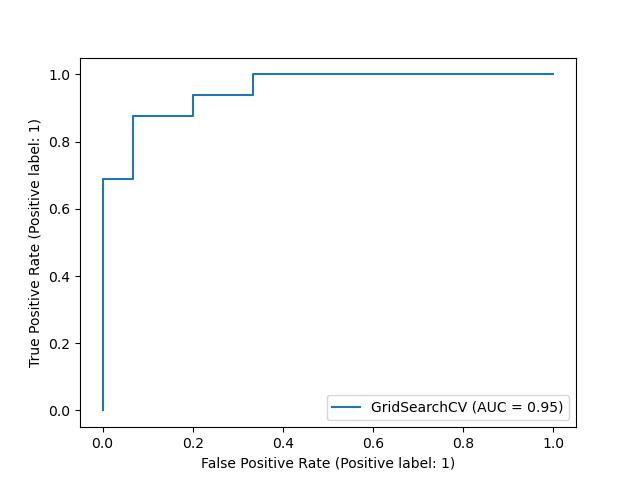 1.0
0.8
0.6
0.4
0.2
0.0
True Positive Rate (Positive label: 1)
GridSearchCV (AUC = 0.95)
0.0 0.2 0.4 0.6 0.8 1.0
False Positive Rate (Positive label: 1)